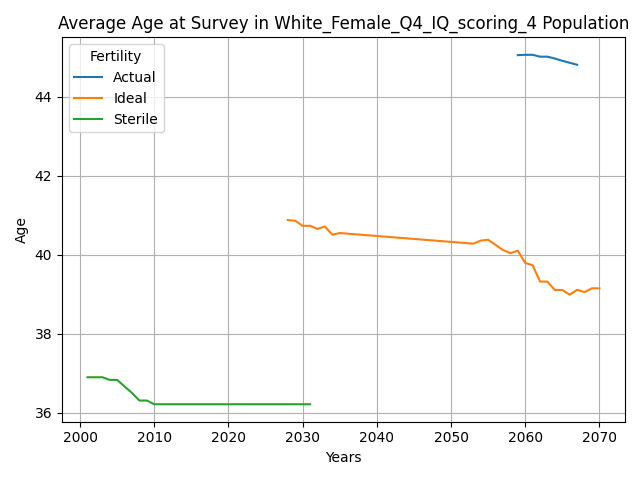 Average Age at Survey in White_Female_Q4_IQ_scoring_4 Population
Fertility
Actual
Ideal
Sterile
Age
44
42
40
38
36
2000 2010 2020 2030 2040 2050 2060 2070
Years